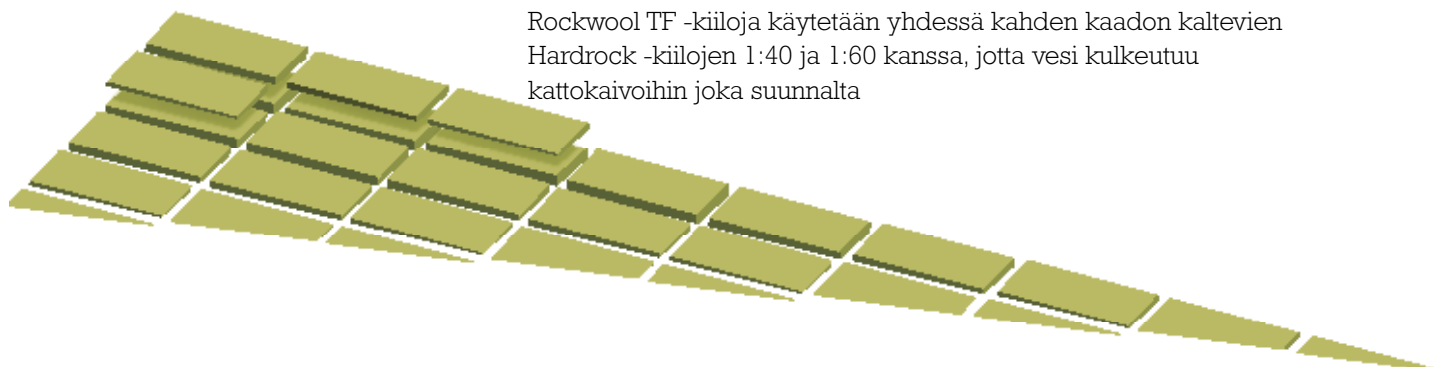 Rockwool TF -kiiloja käytetään yhdessä kahden kaadon kaltevien
Hardrock -kiilojen 1:40 ja 1:60 kanssa, jotta vesi kulkeutuu
kattokaivoihin joka suunnalta